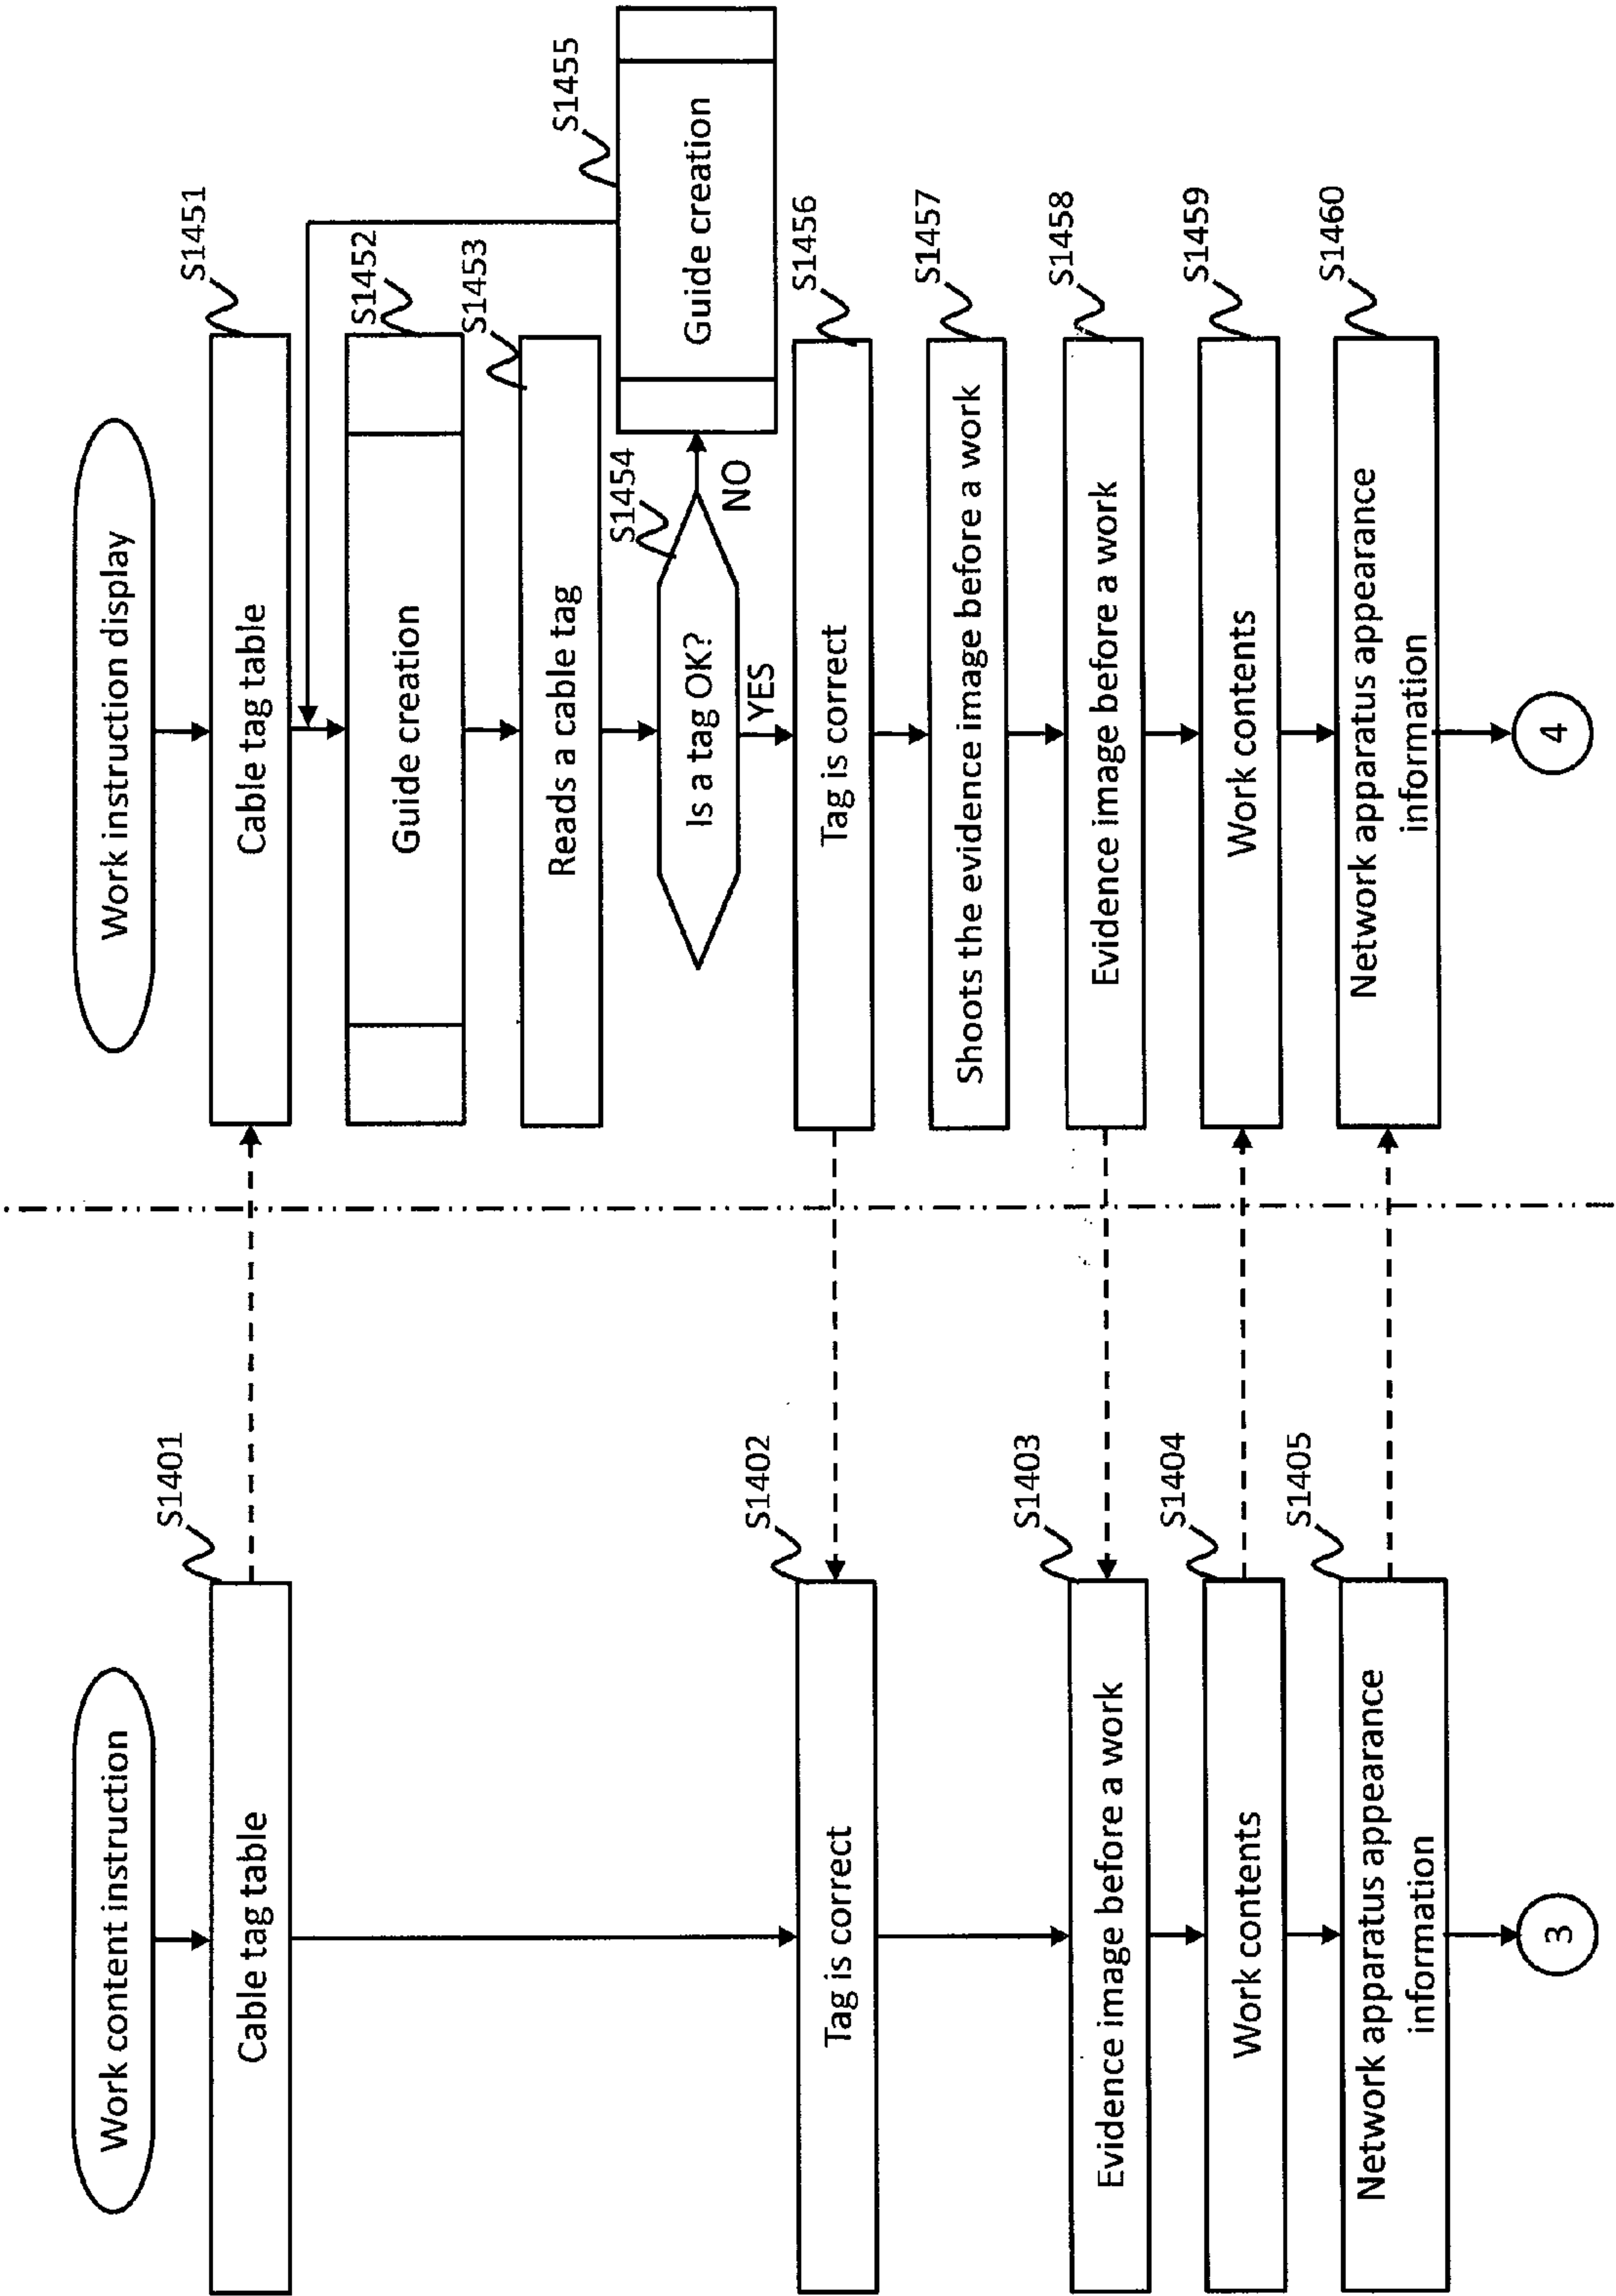 Work content instruction
S1401
Cable tag table
S1402
Tag is correct
S1403
Evidence image before a work
S1404
Work contents
S1405
Network apparatus appearance
information
3
Work instruction display
S1451
Cable tag table
S1452
Guide creation
S1453
Reads a cable tag
S1454
Is a tag OK?
NO
YES
S1455
Guide creation
S1456
Tag is correct
S1457
Shoots the evidence image before a work
S1458
Evidence image before a work
S1459
Work contents
S1460
Network apparatus appearance
information
4